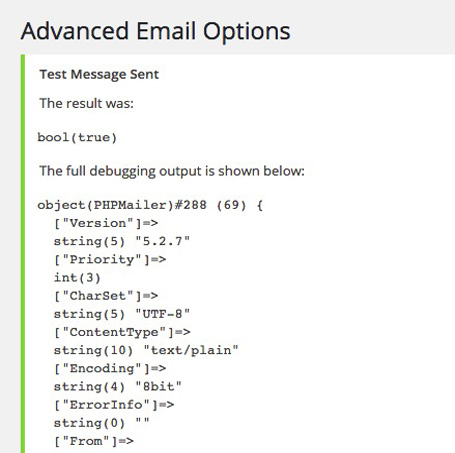 Advanced Email Options
Test Message Sent
The result was:
bool(true)
The full debugging output is shown below:
object(PHPMailer)#288 (69) {
["Version"]=>
string(5) "5.2.7"
["Priority"]=>
int(3)
["CharSet"]=>
string(5) "UTF-8"
["ContentType"]=>
string(10) "text/plain"
["Encoding"]=>
string(4) "8bit"
["ErrorInfo"]=>
string(0) ""
["From"]=>